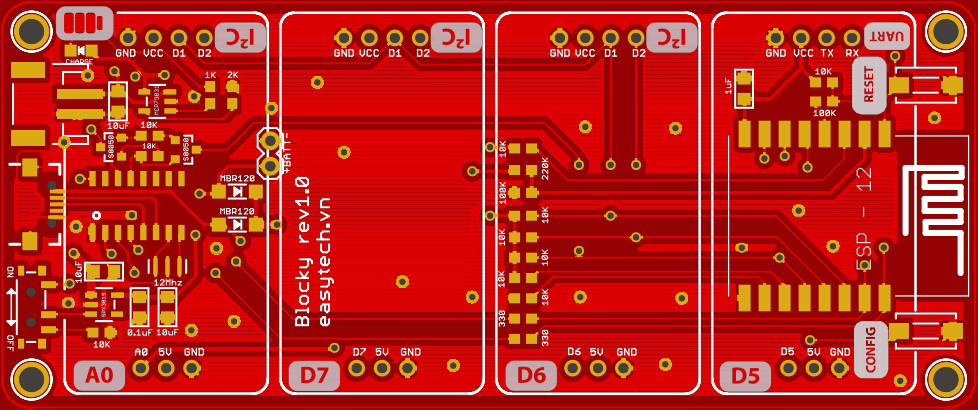 I²C
I²C
I²C
UART
GND VCC D1 D2
GND VCC D1 D2
GND VCC D1 D2
GND VCC TX RX
CHARGE
1K 2K
10uF
10K
10K
S8050
S8050
+BATT-
MBR120
MBR120
1uF
10K
100K
RESET
10K
220K
100K
10K
10K
10K
10K
10K
330
330
Blocky rev1.0
easytech.vn
ESP - 12
ON
OFF
10uF
12Mhz
0.1uF
10uF
10K
CONFIG
A0 5V GND
D7 5V GND
D6 5V GND
D5 5V GND
A0
D7
D6
D5